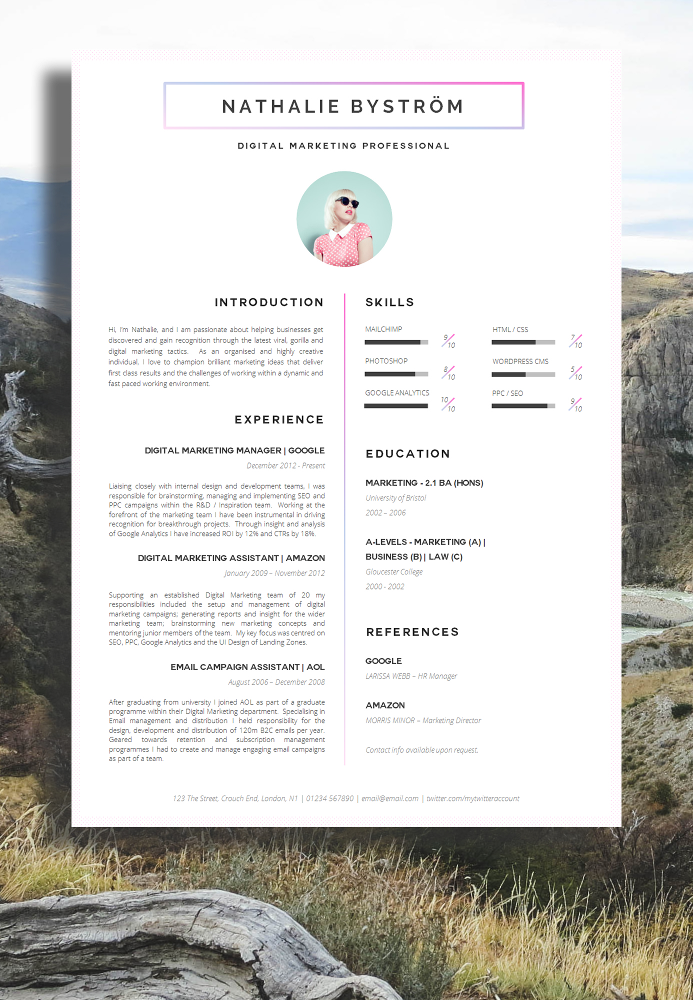 NATHALIE BYSTRÖM
DIGITAL MARKETING PROFESSIONAL
INTRODUCTION
Hi, I'm Nathalie, and I am passionate about helping businesses get
discovered and gain recognition through the latest viral, gorilla and
digital marketing tactics. As an organised and highly creative
individual, I love to champion brilliant marketing ideas that deliver
first class results and the challenges of working within a dynamic and
fast paced working environment.
EXPERIENCE
DIGITAL MARKETING MANAGER | GOOGLE
December 2012 - Present
Liaising closely with internal design and development teams, I was
responsible for brainstorming, managing and implementing SEO and
PPC campaigns within the R&D / Inspiration team. Working at the
forefront of the marketing team I have been instrumental in driving
recognition for breakthrough projects. Through insight and analysis
of Google Analytics I have increased ROI by 12% and CTRs by 18%.
DIGITAL MARKETING ASSISTANT | AMAZON
January 2009 – November 2012
Supporting an established Digital Marketing team of 20 my
responsibilities included the setup and management of digital
marketing campaigns; generating reports and insight for the wider
marketing team; brainstorming new marketing concepts and
mentoring junior members of the team. My key focus was centred on
SEO, PPC, Google Analytics and the UI Design of Landing Zones.
EMAIL CAMPAIGN ASSISTANT | AOL
August 2006 – December 2008
After graduating from university I joined AOL as part of a graduate
programme within their Digital Marketing department. Specialising in
Email management and distribution I held responsibility for the
design, development and distribution of 120m B2C emails per year.
Geared towards retention and subscription management
programmes I had to create and manage engaging email campaigns
as part of a team.
SKILLS
MAILCHIMP 9/10
HTML / CSS 7/10
PHOTOSHOP 8/10
WORDPRESS CMS 5/10
GOOGLE ANALYTICS 10/10
PPC / SEO 9/10
EDUCATION
MARKETING - 2.1 BA (HONS)
University of Bristol
2002 – 2006
A-LEVELS - MARKETING (A) |
BUSINESS (B) | LAW (C)
Gloucester College
2000 - 2002
REFERENCES
GOOGLE
LARISSA WEBB – HR Manager
AMAZON
MORRIS MINOR – Marketing Director
Contact info available upon request.
123 The Street, Crouch End, London, N1 | 01234 567890 | email@email.com | twitter.com/mytwitteraccount